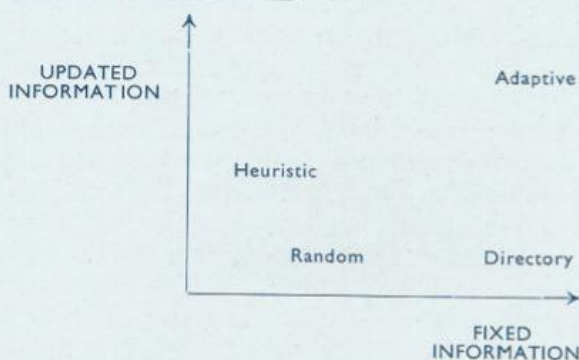 UPDATED
INFORMATION
Adaptive
Heuristic
Random
Directory
FIXED
INFORMATION